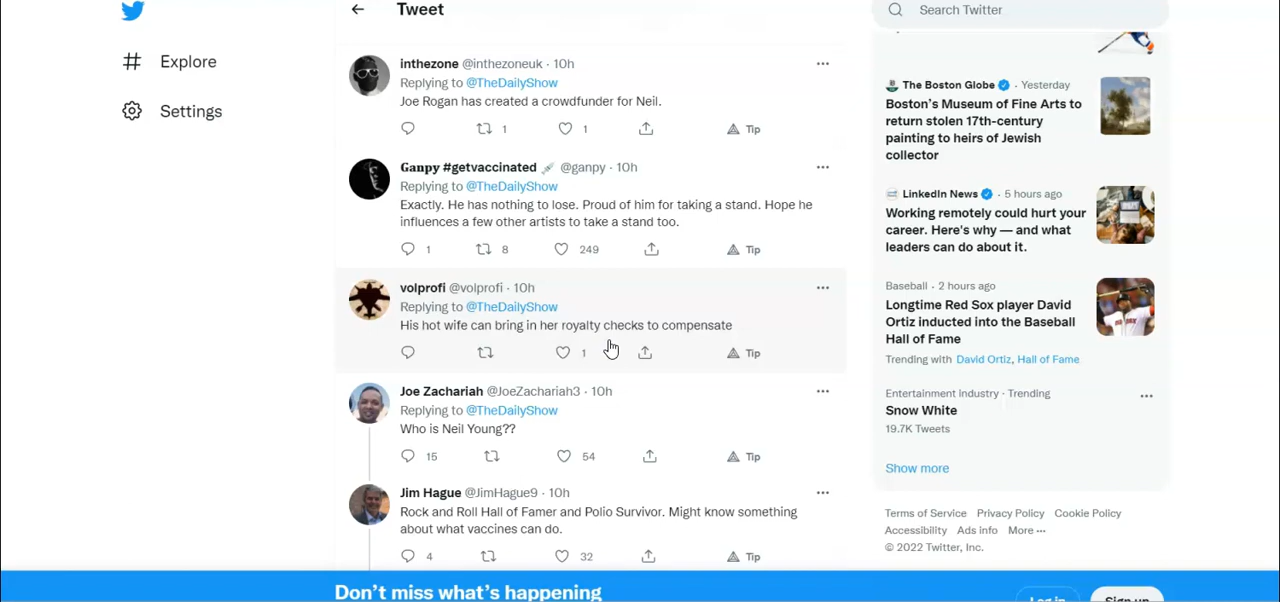 Tweet
Search Twitter
Explore
Settings
inthezone @inthezoneuk · 10h
Replying to @TheDailyShow
Joe Rogan has created a crowdfunder for Neil.
1 1 Tip
Ganpy #getvaccinated @ganpy · 10h
Replying to @TheDailyShow
Exactly. He has nothing to lose. Proud of him for taking a stand. Hope he
influences a few other artists to take a stand too.
1 8 249 Tip
volprofi @volprofi · 10h
Replying to @TheDailyShow
His hot wife can bring in her royalty checks to compensate
1 Tip
Joe Zachariah @JoeZachariah3 · 10h
Replying to @TheDailyShow
Who is Neil Young??
15 54 Tip
Jim Hague @JimHague9 · 10h
Rock and Roll Hall of Famer and Polio Survivor. Might know something
about what vaccines can do.
4 32 Tip
The Boston Globe · Yesterday
Boston's Museum of Fine Arts to
return stolen 17th-century
painting to heirs of Jewish
collector
LinkedIn News · 5 hours ago
Working remotely could hurt your
career. Here's why — and what
leaders can do about it.
Baseball · 2 hours ago
Longtime Red Sox player David
Ortiz inducted into the Baseball
Hall of Fame
Trending with David Ortiz, Hall of Fame
Entertainment industry · Trending
Snow White
19.7K Tweets
Show more
Terms of Service Privacy Policy Cookie Policy
Accessibility Ads info More ···
© 2022 Twitter, Inc.
Don't miss what's happening
Log in Sign up